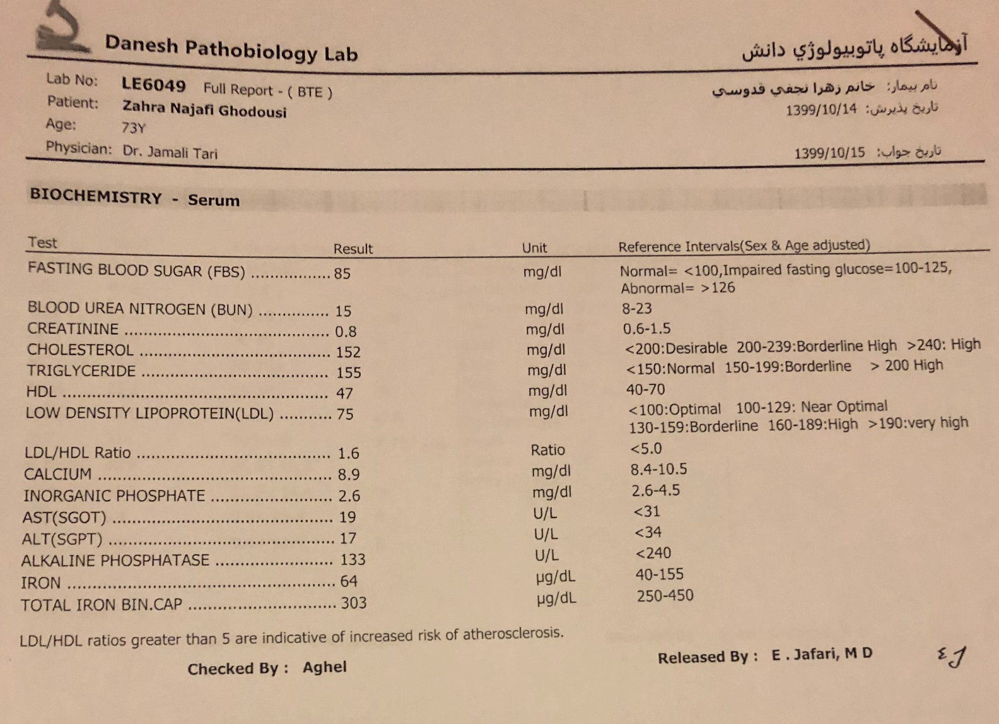 Danesh Pathobiology Lab آزمايشگاه پاتوبيولوژي دانش
Lab No: LE6049 Full Report - ( BTE ) نام بيمار: خانم زهرا نجفي قدوسي
Patient: Zahra Najafi Ghodousi تاريخ پذيرش: 1399/10/14
Age: 73Y
Physician: Dr. Jamali Tari تاريخ جواب: 1399/10/15
BIOCHEMISTRY - Serum
Test Result Unit Reference Intervals(Sex & Age adjusted)
FASTING BLOOD SUGAR (FBS) ................. 85 mg/dl Normal= <100,Impaired fasting glucose=100-125,
Abnormal= >126
BLOOD UREA NITROGEN (BUN) ............... 15 mg/dl 8-23
CREATININE ............................................ 0.8 mg/dl 0.6-1.5
CHOLESTEROL ......................................... 152 mg/dl <200:Desirable 200-239:Borderline High >240: High
TRIGLYCERIDE ........................................ 155 mg/dl <150:Normal 150-199:Borderline > 200 High
HDL ......................................................... 47 mg/dl 40-70
LOW DENSITY LIPOPROTEIN(LDL) ........... 75 mg/dl <100:Optimal 100-129: Near Optimal
130-159:Borderline 160-189:High >190:very high
LDL/HDL Ratio ......................................... 1.6 Ratio <5.0
CALCIUM .................................................. 8.9 mg/dl 8.4-10.5
INORGANIC PHOSPHATE .......................... 2.6 mg/dl 2.6-4.5
AST(SGOT) ............................................... 19 U/L <31
ALT(SGPT) ................................................ 17 U/L <34
ALKALINE PHOSPHATASE ......................... 133 U/L <240
IRON ......................................................... 64 µg/dL 40-155
TOTAL IRON BIN.CAP ................................ 303 µg/dL 250-450
LDL/HDL ratios greater than 5 are indicative of increased risk of atherosclerosis.
Checked By : Aghel Released By : E . Jafari, M D